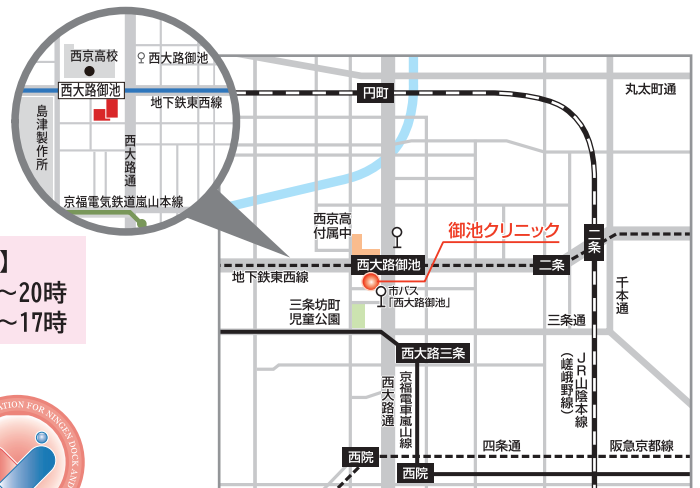 西京高校
西大路御池
西大路御池
地下鉄東西線
島津製作所
西大路通
京福電気鉄道嵐山本線
】
～20時
～17時
ATION FOR NINGEN DOCK AND
円町
丸太町通
西京高
付属中
御池クリニック
二条
西大路御池
二条
地下鉄東西線
市バス
「西大路御池」
千本通
三条坊町
児童公園
三条通
西大路三条
JR山陰本線
（嵯峨野線）
西大路通
京福電車嵐山線
四条通
阪急京都線
西院
西院